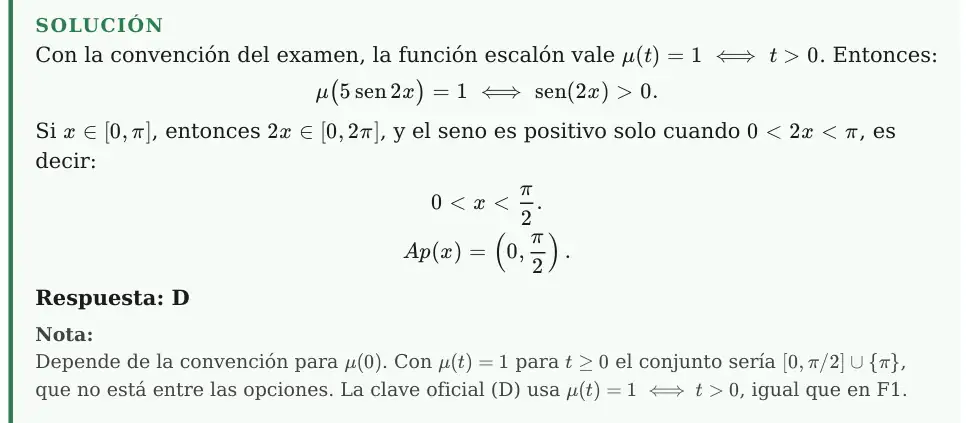 SOLUCIÓN
Con la convención del examen, la función escalón vale μ(t) = 1 ⟺ t > 0. Entonces:
μ(5 sen 2x) = 1 ⟺ sen(2x) > 0.
Si x ∈ [0, π], entonces 2x ∈ [0, 2π], y el seno es positivo solo cuando 0 < 2x < π, es
decir:
0 < x < π/2.
Ap(x) = (0, π/2).
Respuesta: D
Nota:
Depende de la convención para μ(0). Con μ(t) = 1 para t ≥ 0 el conjunto sería [0, π/2] ∪ {π},
que no está entre las opciones. La clave oficial (D) usa μ(t) = 1 ⟺ t > 0, igual que en F1.